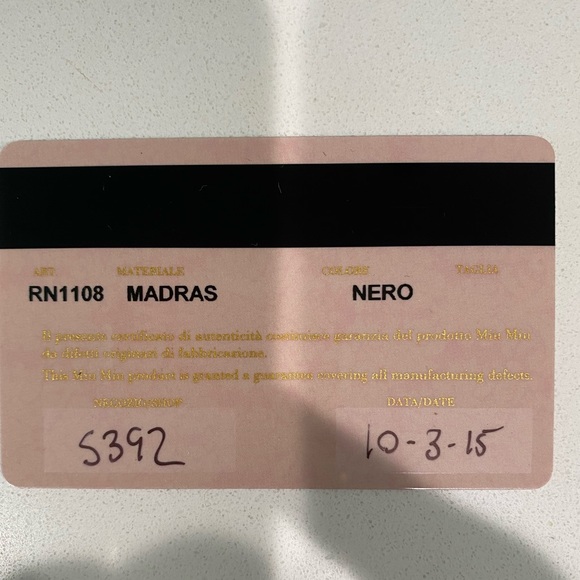 ART. MATERIALE COLORE TAGLIA
RN1108 MADRAS NERO
Il presente certificato di autenticità costituisce garanzia del prodotto Miu Miu
da difetti originari di fabbricazione.
This Miu Miu product is granted a guarantee covering all manufacturing defects.
DATA/DATE
5392 10-3-15